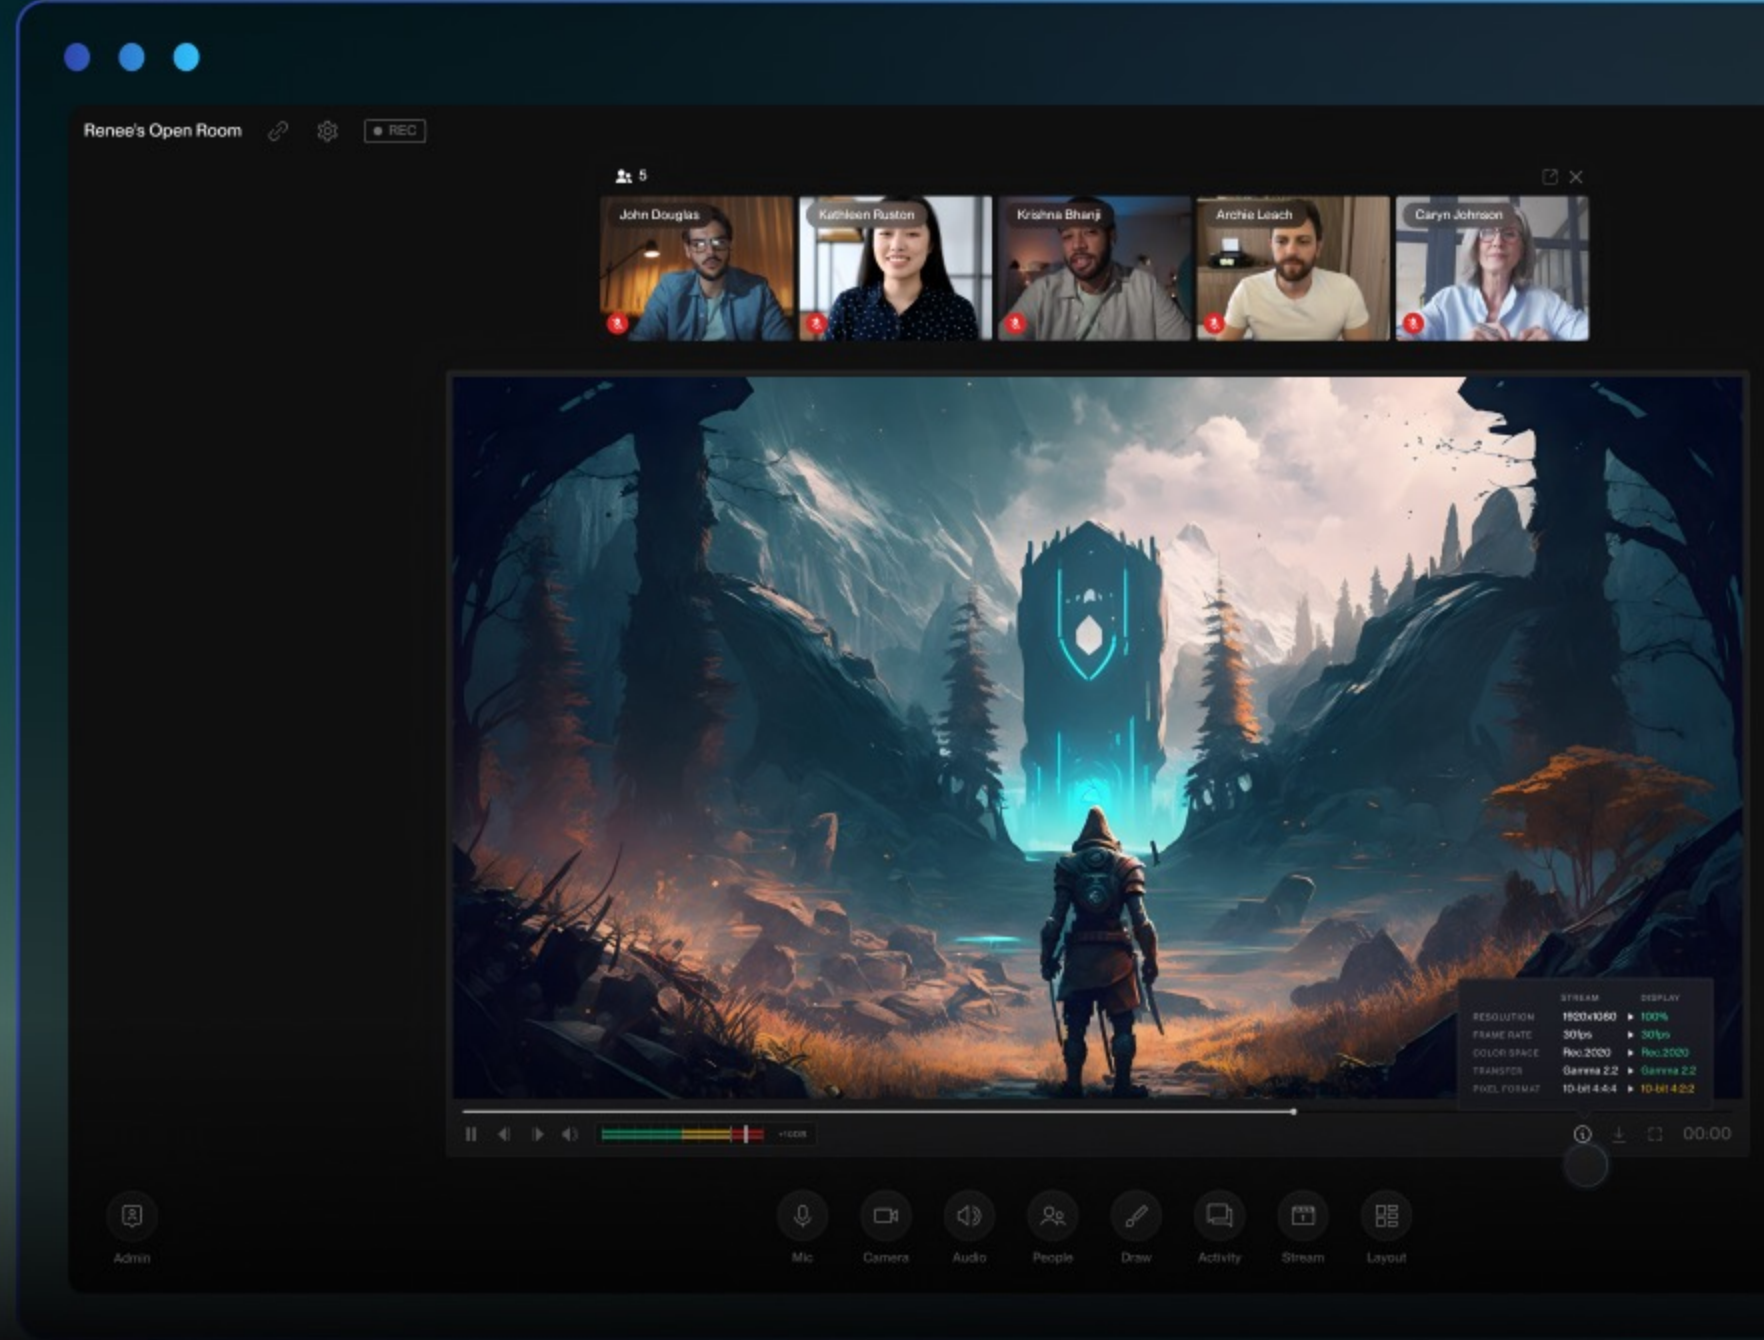 Renee's Open Room
REC
5
John Douglas
Kathleen Ruston
Krishna Bhanji
Archie Leach
Caryn Johnson
STREAM DISPLAY
RESOLUTION 1920x1080 ▸ 100%
FRAME RATE 30fps ▸ 30fps
COLOR SPACE Rec.2020 ▸ Rec.2020
TRANSFER Gamma 2.2 ▸ Gamma 2.2
PIXEL FORMAT 10-bit 4:4:4 ▸ 10-bit 4:2:2
00:00
Admin
Mic
Camera
Audio
People
Draw
Activity
Stream
Layout